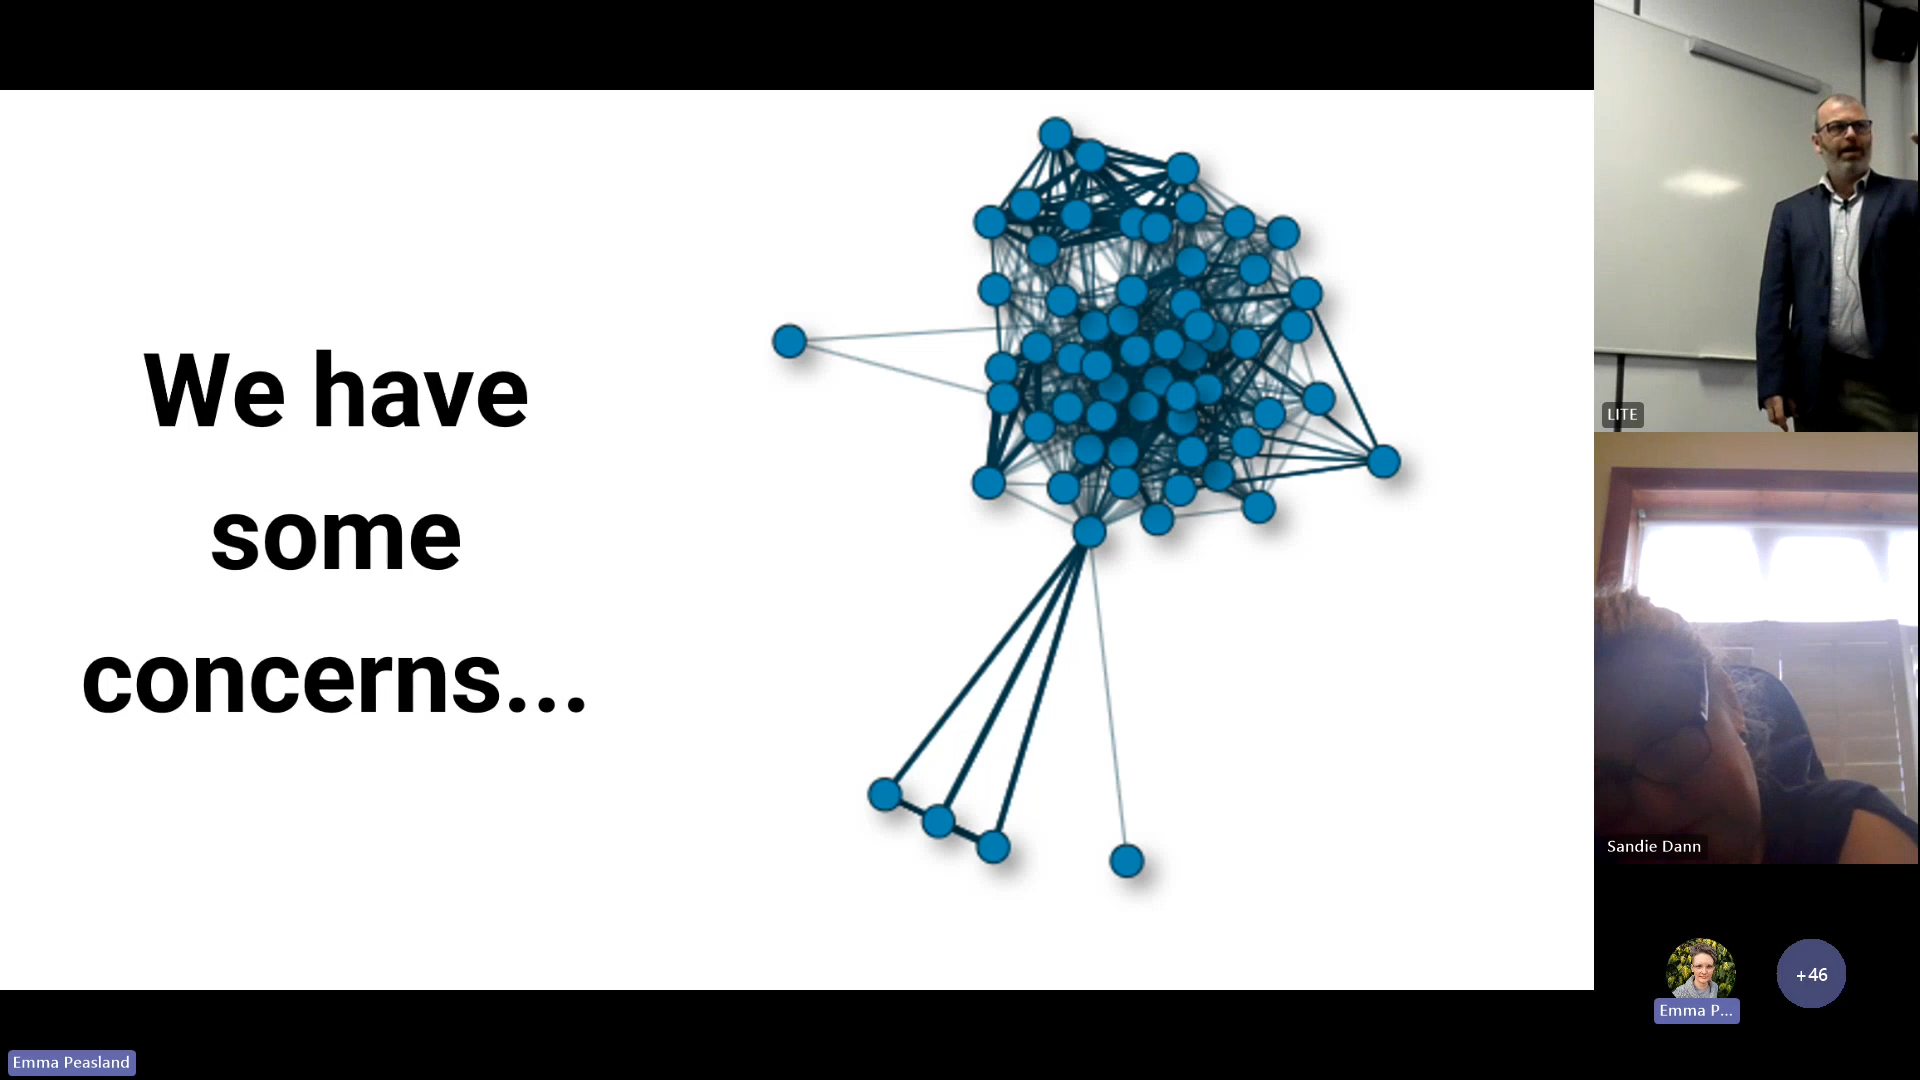 We have
some
concerns...
LITE
Sandie Dann
Emma P...
+46
Emma Peasland